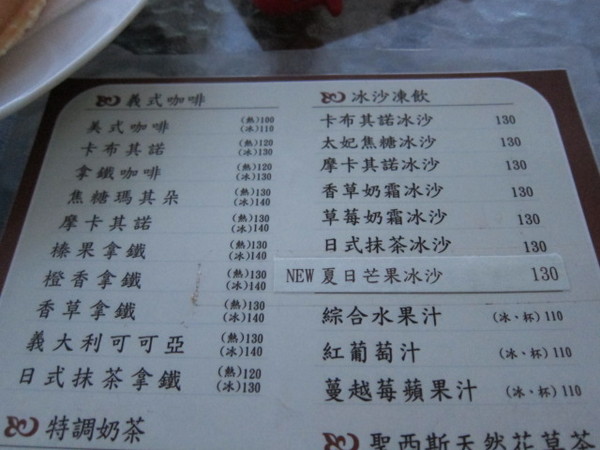 義式咖啡
美式咖啡 (熱)100
(冰)110
卡布其諾 (熱)120
(冰)130
拿鐵咖啡 (熱)120
(冰)130
焦糖瑪其朵
摩卡其諾 (熱)130
(冰)140
榛果拿鐵 (熱)130
(冰)140
橙香拿鐵 (熱)130
(冰)140
香草拿鐵 (熱)130
(冰)140
義大利可可亞 (熱)130
(冰)140
日式抹茶拿鐵 (熱)120
(冰)130
特調奶茶
冰沙凍飲
卡布其諾冰沙 130
太妃焦糖冰沙 130
摩卡其諾冰沙 130
香草奶霜冰沙 130
草莓奶霜冰沙 130
日式抹茶冰沙 130
NEW 夏日芒果冰沙 130
綜合水果汁 (冰·杯) 110
紅葡萄汁 (冰·杯) 110
蔓越莓蘋果汁 (冰·杯) 110
聖西斯天然花草茶